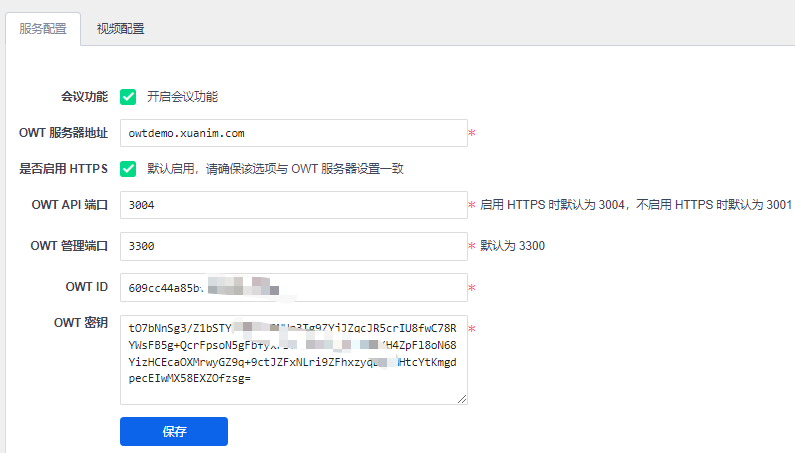 服务配置 视频配置
会议功能 开启会议功能
OWT 服务器地址 owtdemo.xuanim.com *
是否启用 HTTPS 默认启用，请确保该选项与 OWT 服务器设置一致
OWT API 端口 3004 * 启用 HTTPS 时默认为 3004，不启用 HTTPS 时默认为 3001
OWT 管理端口 3300 * 默认为 3300
OWT ID *
OWT 密钥 *
保存